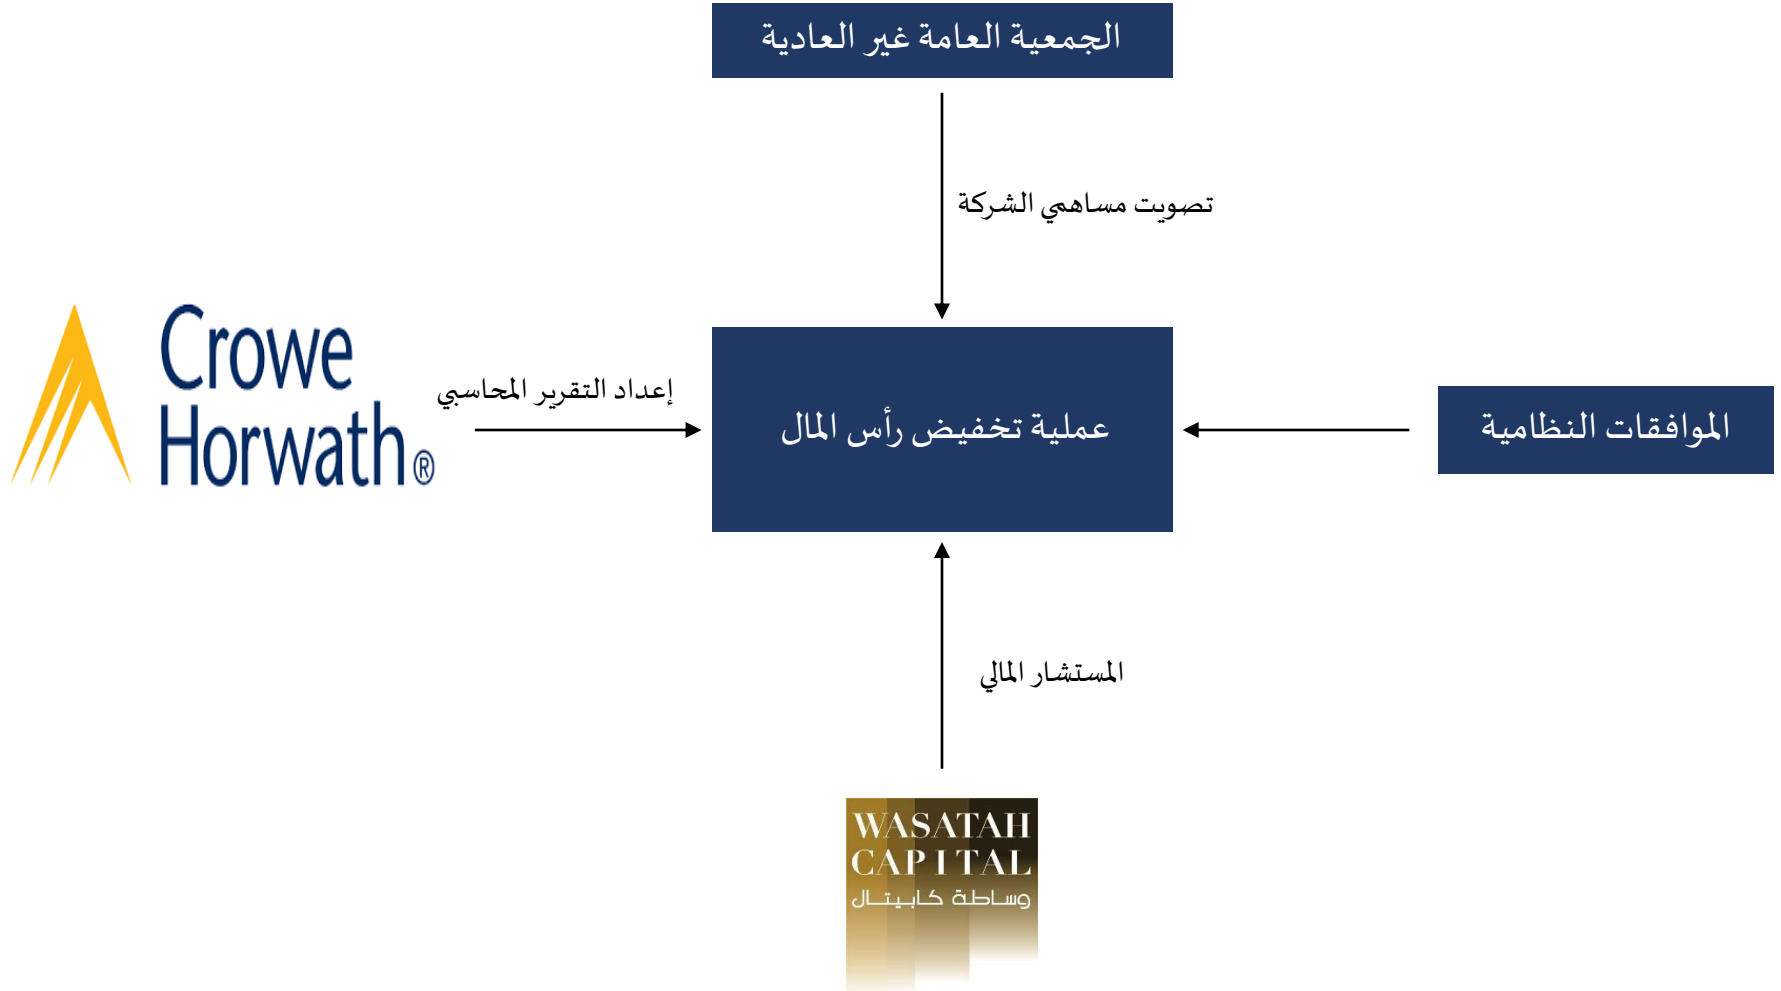 الجمعية العامة غير العادية
تصويت مساهمي الشركة
Crowe
Horwath®
إعداد التقرير المحاسبي
عملية تخفيض رأس المال
الموافقات النظامية
المستشار المالي
WASATAH
CAPITAL
وساطة كابيتال